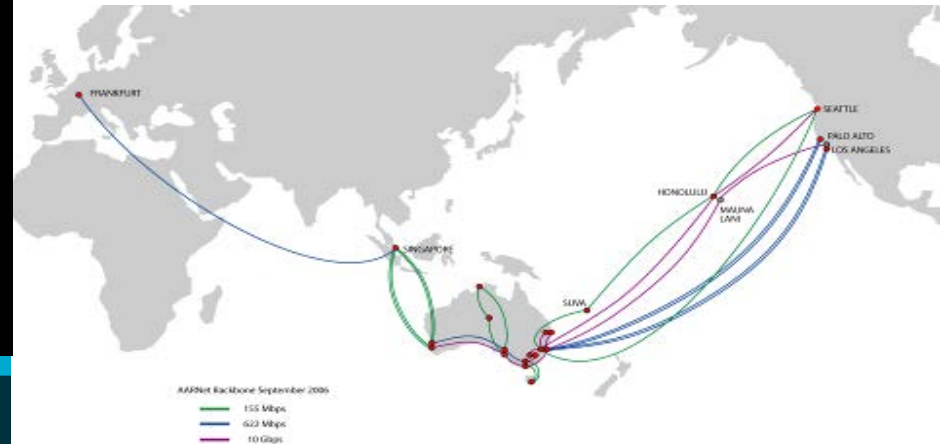 FRANKFURT
SEATTLE
PALO ALTO
LOS ANGELES
HONOLULU
MAUNA
LANI
SINGAPORE
SUVA
AARNet Backbone September 2006
155 Mbps
622 Mbps
10 Gbps